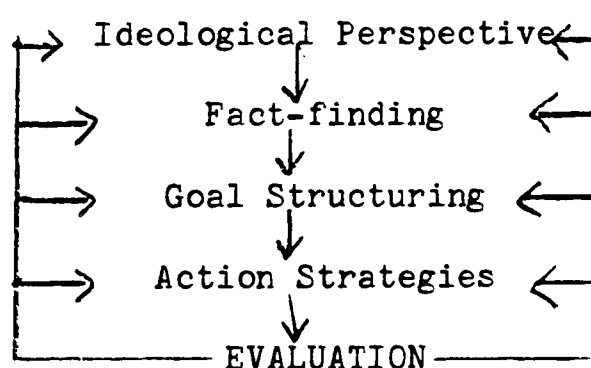 Ideological Perspective
Fact-finding
Goal Structuring
Action Strategies
EVALUATION